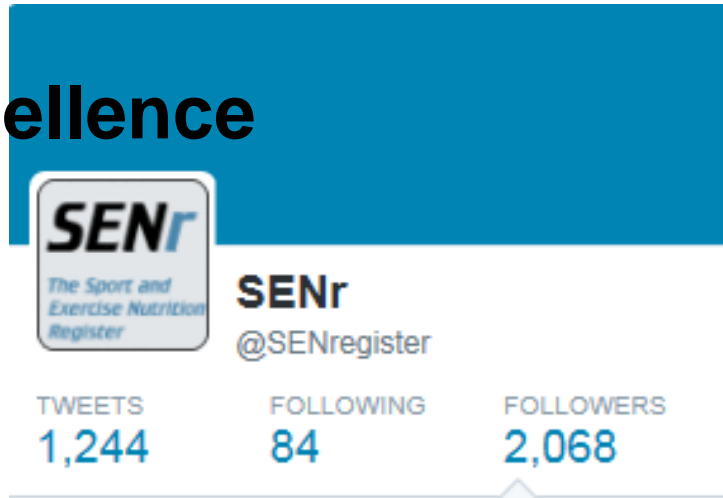 ellence
SENr
The Sport and
Exercise Nutrition
Register
SENr
@SENregister
TWEETS FOLLOWING FOLLOWERS
1,244 84 2,068